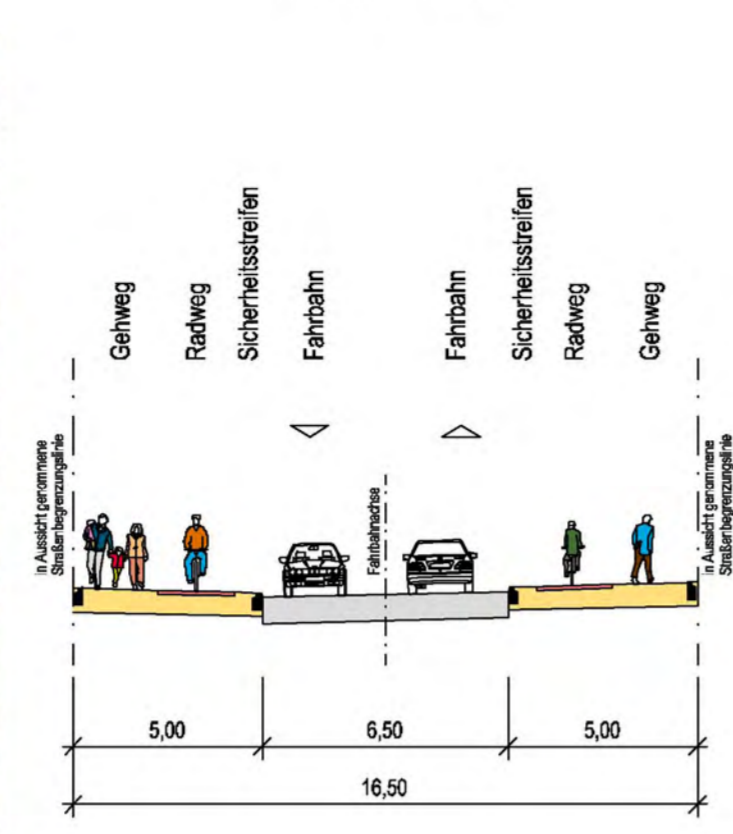 Gehweg
Radweg
Sicherheitsstreifen
Fahrbahn
Fahrbahn
Sicherheitsstreifen
Radweg
Gehweg
in Aussicht genommene
Straßenbegrenzungslinie
Fahrbahnachse
in Aussicht genommene
Straßenbegrenzungslinie
5,00
6,50
5,00
16,50